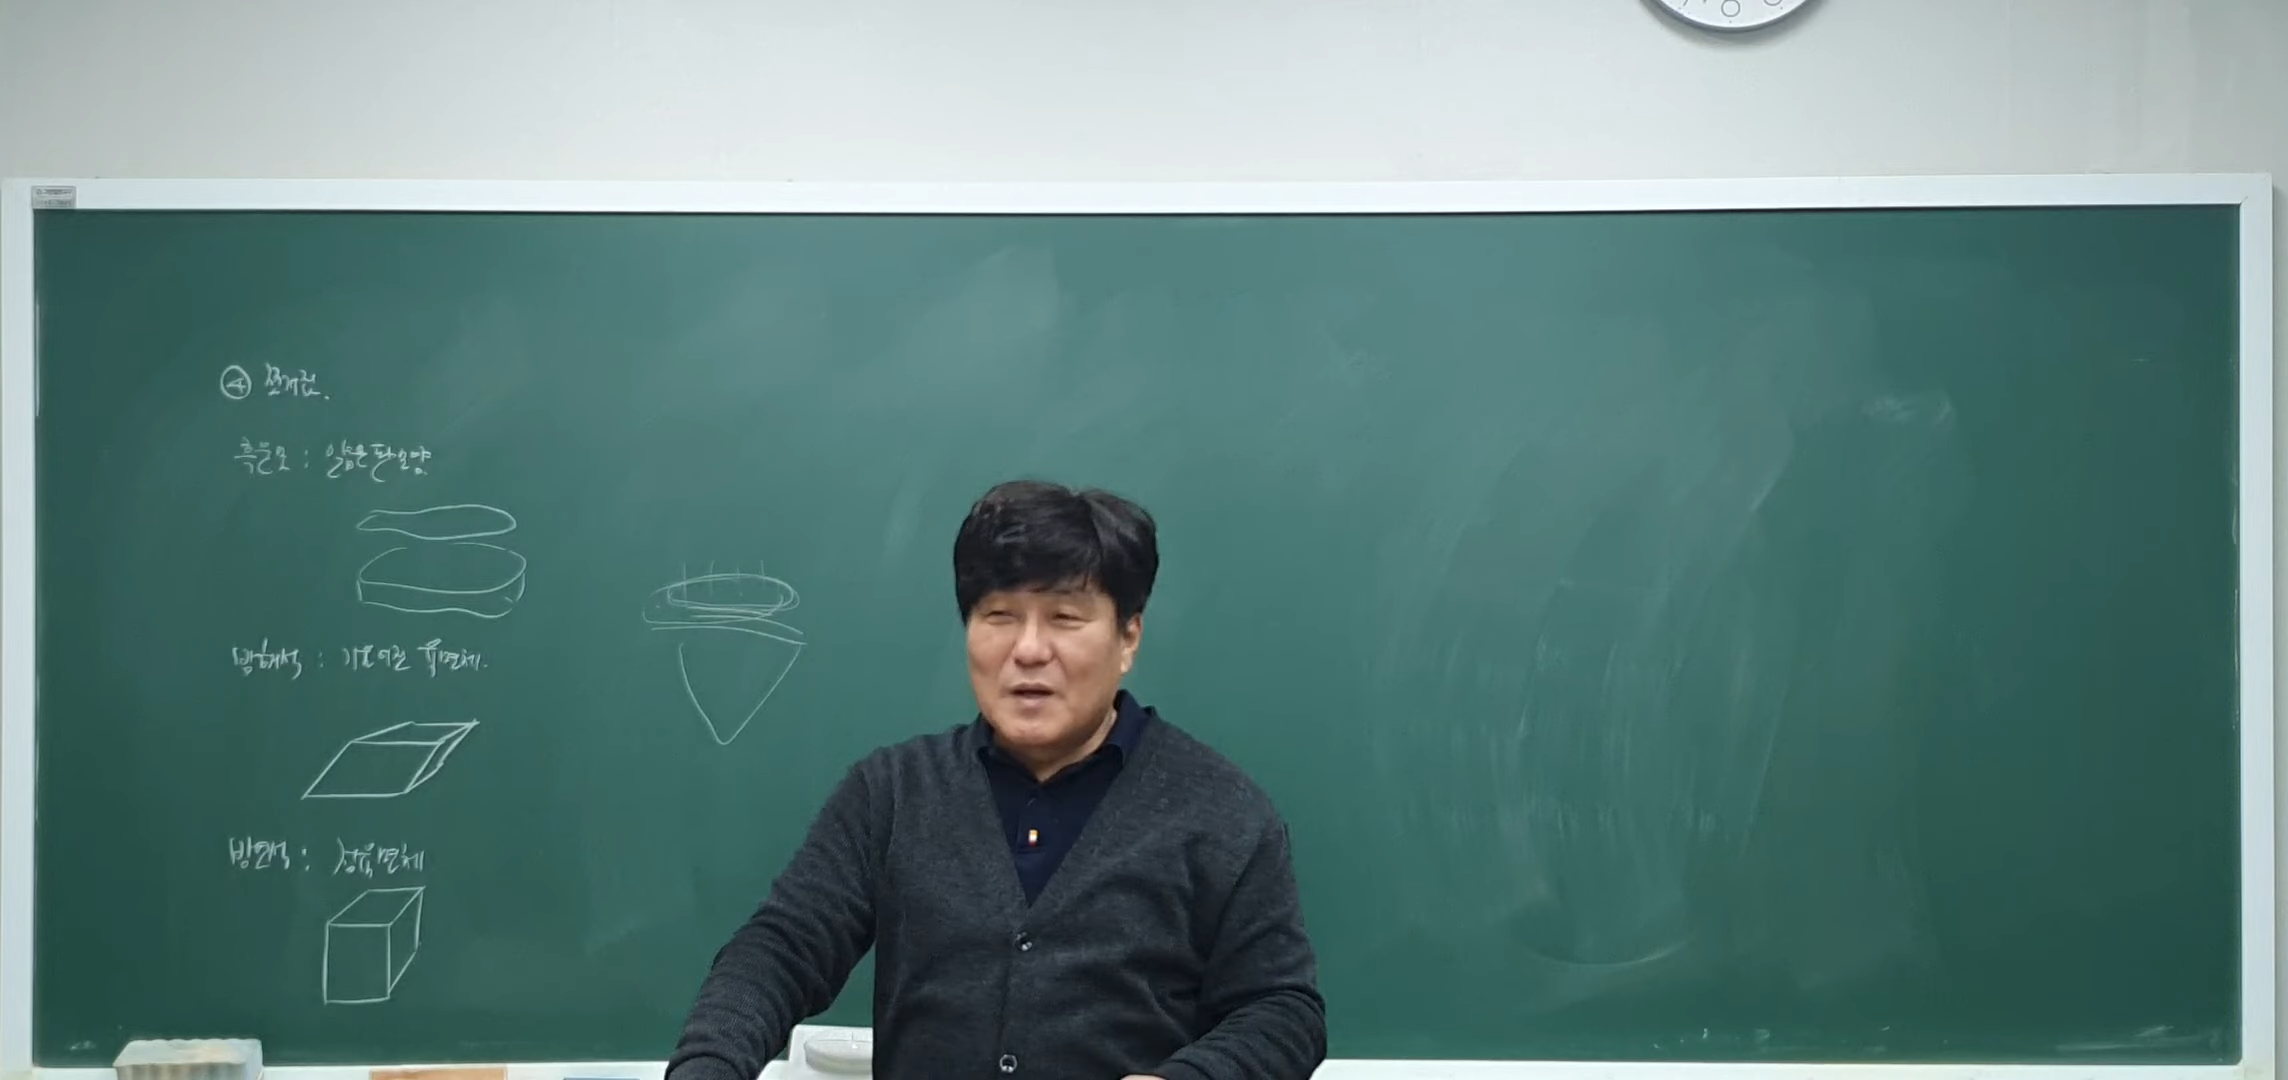 ④ 쪼개짐.
흑운모 : 얇은 판모양
방해석 : 기울어진 육면체.
방연석 : 정육면체